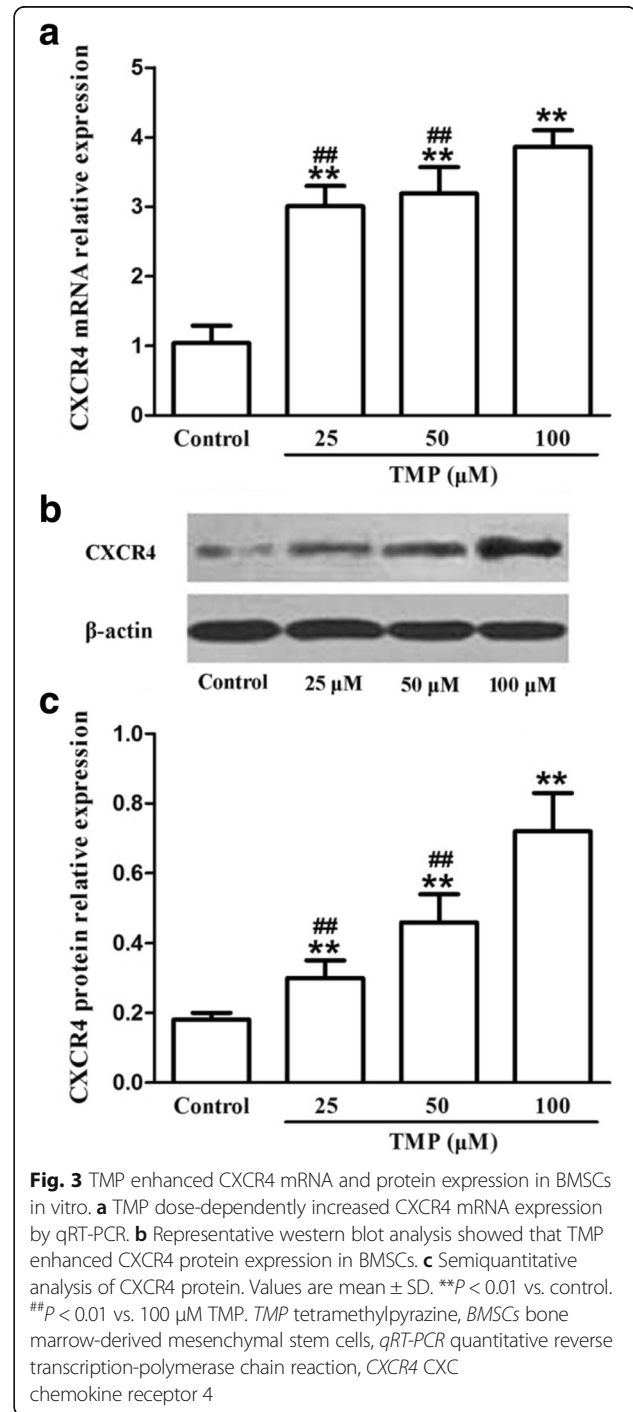 a
CXCR4 mRNA relative expression
5
4
3
2
1
0
##
**
##
**
**
Control 25 50 100
TMP (µM)
b
CXCR4
β-actin
Control 25 µM 50 µM 100 µM
c
CXCR4 protein relative expression
1.0
0.8
0.6
0.4
0.2
0.0
##
**
##
**
**
Control 25 50 100
TMP (µM)
Fig. 3 TMP enhanced CXCR4 mRNA and protein expression in BMSCs
in vitro. a TMP dose-dependently increased CXCR4 mRNA expression
by qRT-PCR. b Representative western blot analysis showed that TMP
enhanced CXCR4 protein expression in BMSCs. c Semiquantitative
analysis of CXCR4 protein. Values are mean ± SD. **P < 0.01 vs. control.
##P < 0.01 vs. 100 µM TMP. TMP tetramethylpyrazine, BMSCs bone
marrow-derived mesenchymal stem cells, qRT-PCR quantitative reverse
transcription-polymerase chain reaction, CXCR4 CXC
chemokine receptor 4